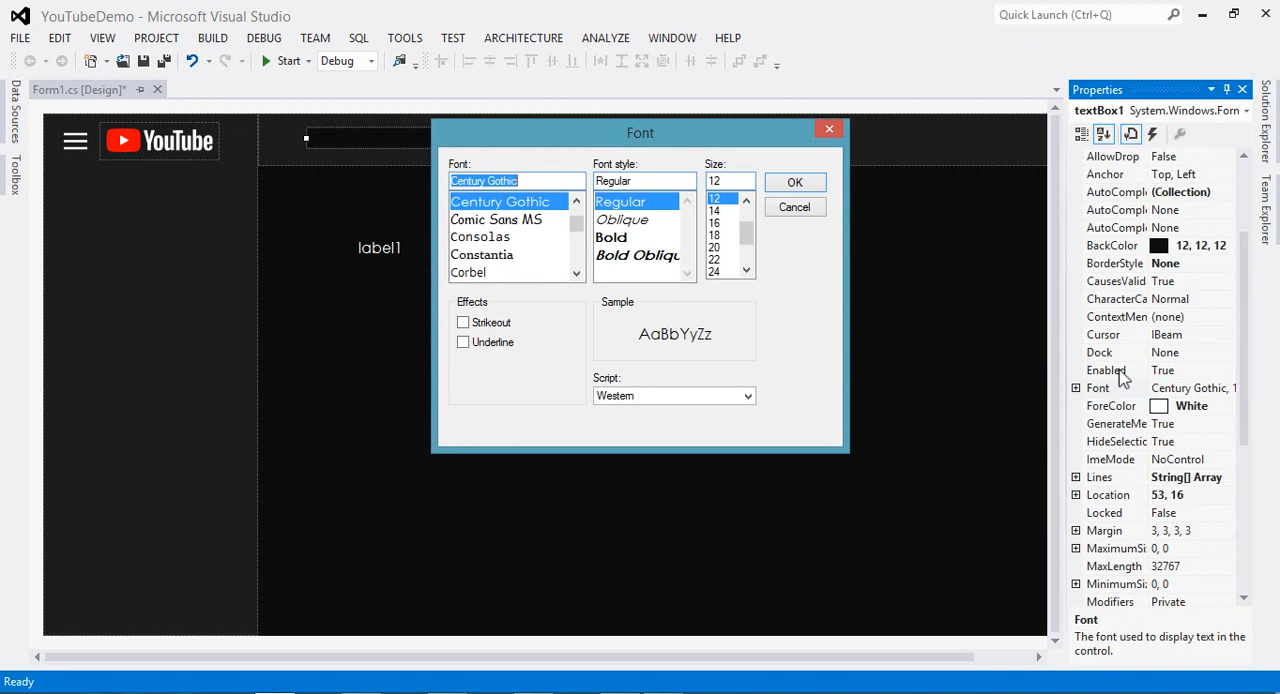 YouTubeDemo - Microsoft Visual Studio
Quick Launch (Ctrl+Q)
FILE EDIT VIEW PROJECT BUILD DEBUG TEAM SQL TOOLS TEST ARCHITECTURE ANALYZE WINDOW HELP
Start Debug
Form1.cs [Design]*
Data Sources
Toolbox
YouTube
label1
Font
Font: Font style: Size:
Century Gothic Regular 12
OK
Cancel
Century Gothic
Comic Sans MS
Consolas
Constantia
Corbel
Regular
Oblique
Bold
Bold Obliqu
12
14
16
18
20
22
24
Effects
Strikeout
Underline
Sample
AaBbYyZz
Script:
Western
Properties
textBox1 System.Windows.Forn
AllowDrop False
Anchor Top, Left
AutoComple (Collection)
AutoComple None
AutoComple None
BackColor 12, 12, 12
BorderStyle None
CausesValid True
CharacterCa Normal
ContextMen (none)
Cursor IBeam
Dock None
Enabled True
Font Century Gothic, 1
ForeColor White
GenerateMe True
HideSelectic True
ImeMode NoControl
Lines String[] Array
Location 53, 16
Locked False
Margin 3, 3, 3, 3
MaximumSi: 0, 0
MaxLength 32767
MinimumSiz 0, 0
Modifiers Private
Font
The font used to display text in the
control.
Solution Explorer
Team Explorer
Ready